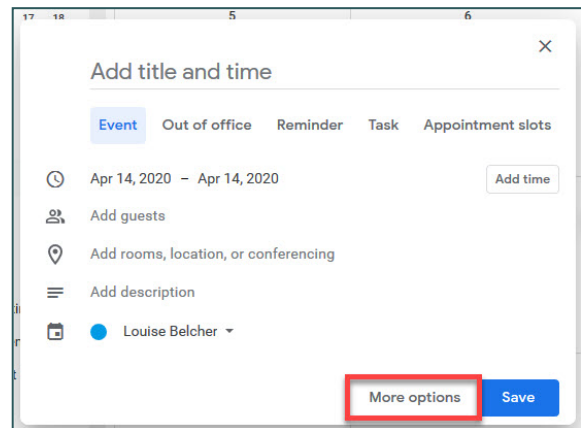 17 18 5 6
Add title and time
Event Out of office Reminder Task Appointment slots
Apr 14, 2020 – Apr 14, 2020 Add time
Add guests
Add rooms, location, or conferencing
Add description
Louise Belcher
More options Save